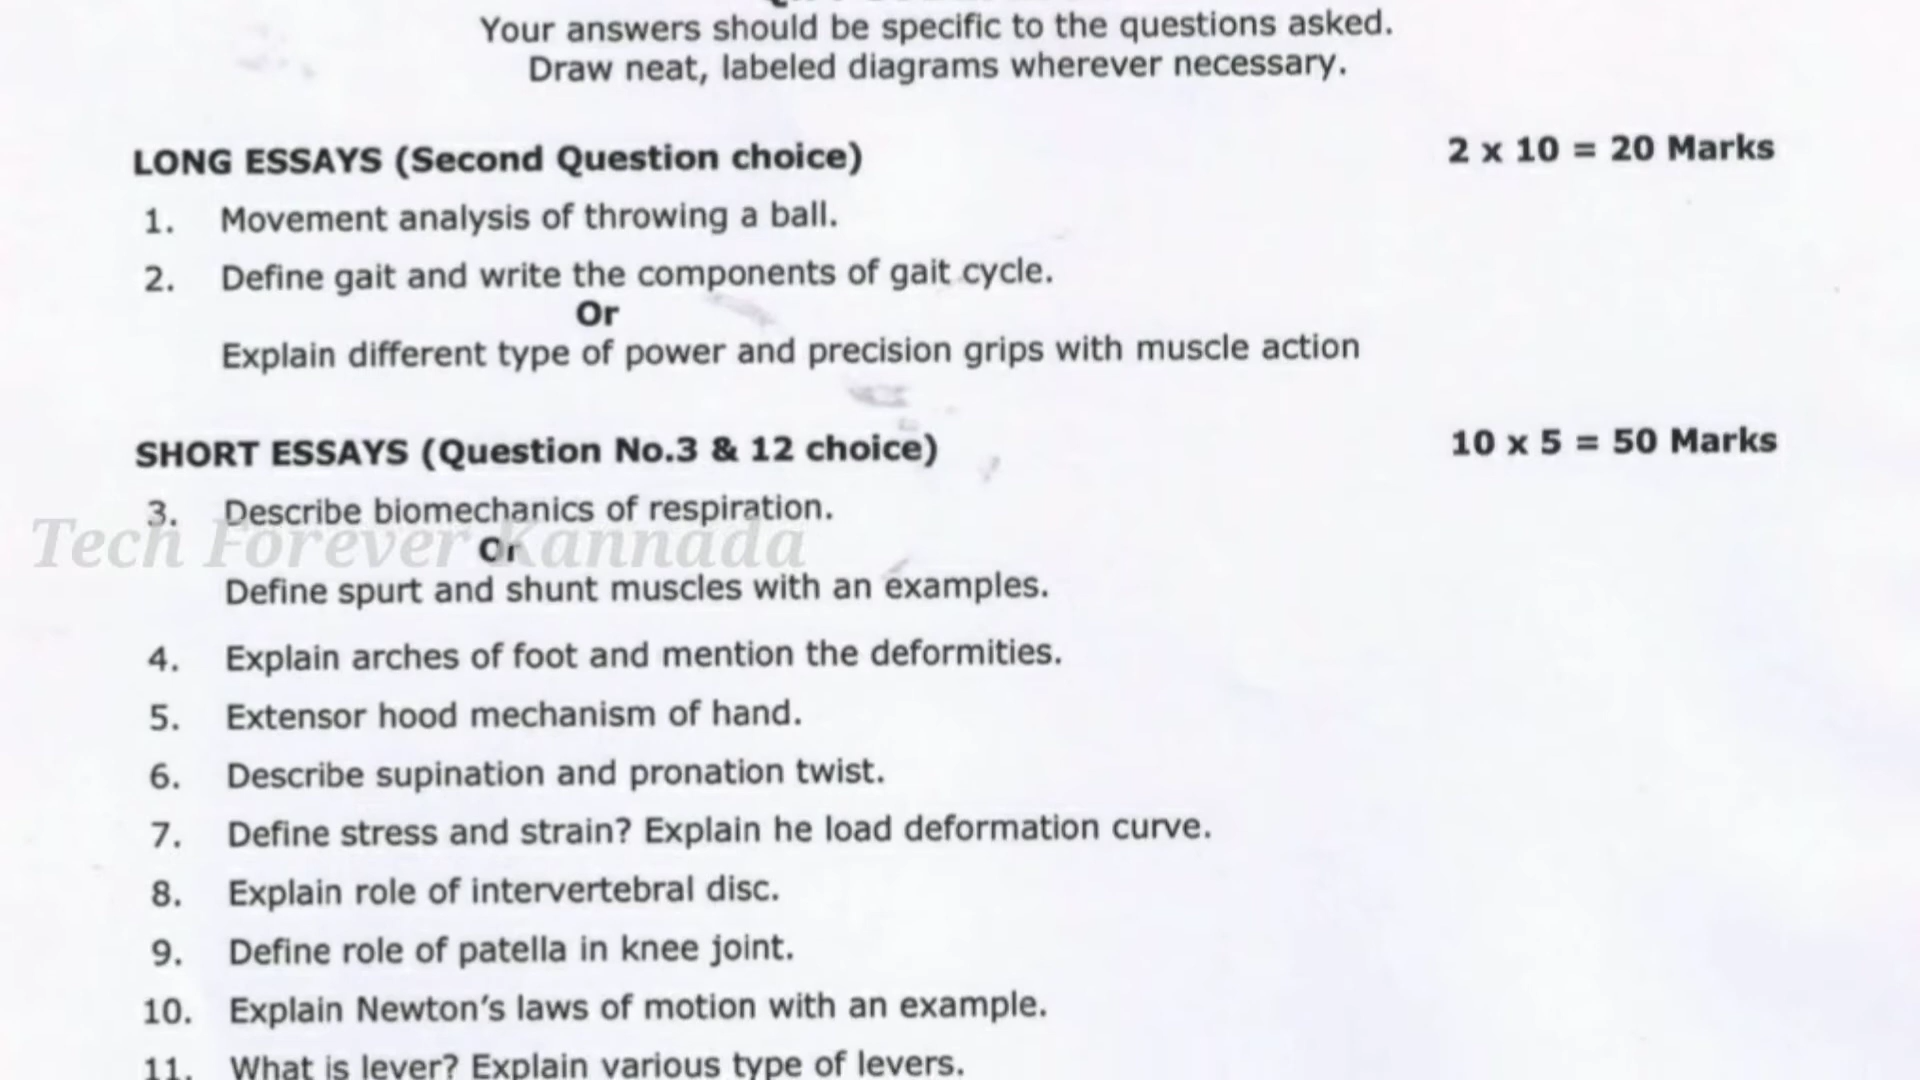 Your answers should be specific to the questions asked.
Draw neat, labeled diagrams wherever necessary.
LONG ESSAYS (Second Question choice) 2 x 10 = 20 Marks
1. Movement analysis of throwing a ball.
2. Define gait and write the components of gait cycle.
Or
Explain different type of power and precision grips with muscle action
SHORT ESSAYS (Question No.3 & 12 choice) 10 x 5 = 50 Marks
3. Describe biomechanics of respiration.
Tech Forever Kannada
Or
Define spurt and shunt muscles with an examples.
4. Explain arches of foot and mention the deformities.
5. Extensor hood mechanism of hand.
6. Describe supination and pronation twist.
7. Define stress and strain? Explain he load deformation curve.
8. Explain role of intervertebral disc.
9. Define role of patella in knee joint.
10. Explain Newton's laws of motion with an example.
11. What is lever? Explain various type of levers.